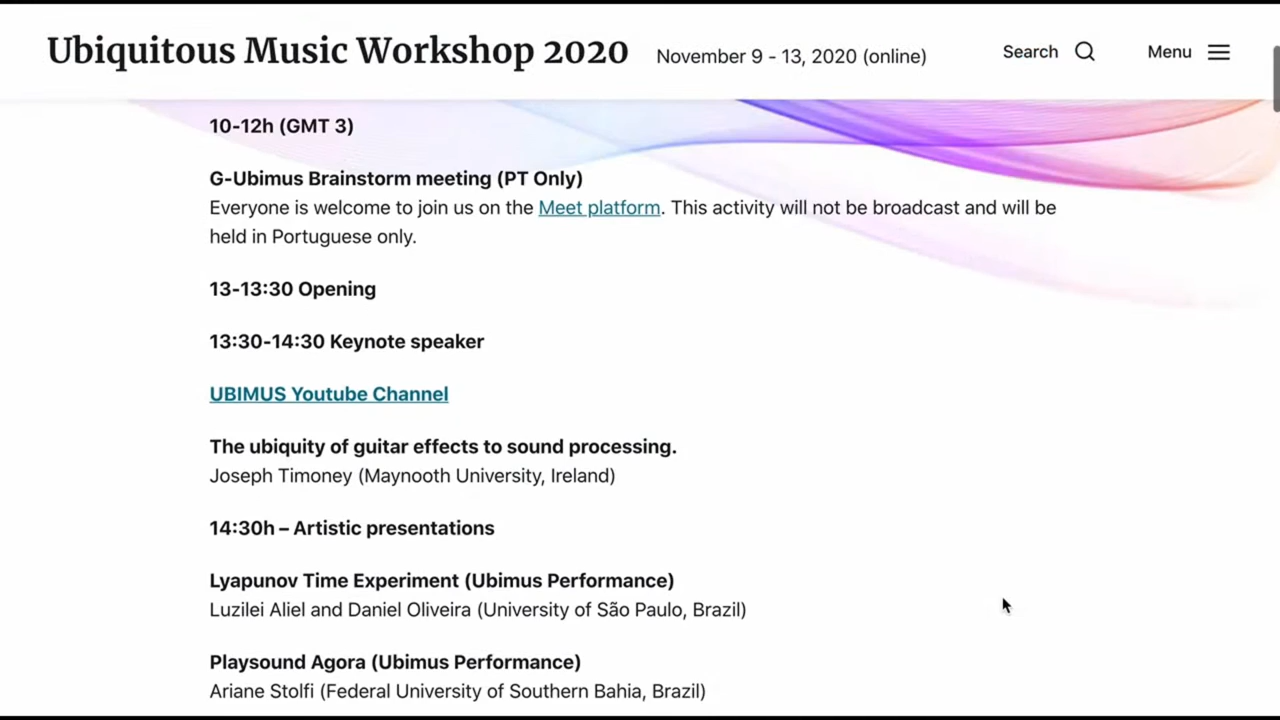 Ubiquitous Music Workshop 2020 November 9 - 13, 2020 (online) Search Menu
10-12h (GMT 3)
G-Ubimus Brainstorm meeting (PT Only)
Everyone is welcome to join us on the Meet platform. This activity will not be broadcast and will be
held in Portuguese only.
13-13:30 Opening
13:30-14:30 Keynote speaker
UBIMUS Youtube Channel
The ubiquity of guitar effects to sound processing.
Joseph Timoney (Maynooth University, Ireland)
14:30h – Artistic presentations
Lyapunov Time Experiment (Ubimus Performance)
Luzilei Aliel and Daniel Oliveira (University of São Paulo, Brazil)
Playsound Agora (Ubimus Performance)
Ariane Stolfi (Federal University of Southern Bahia, Brazil)